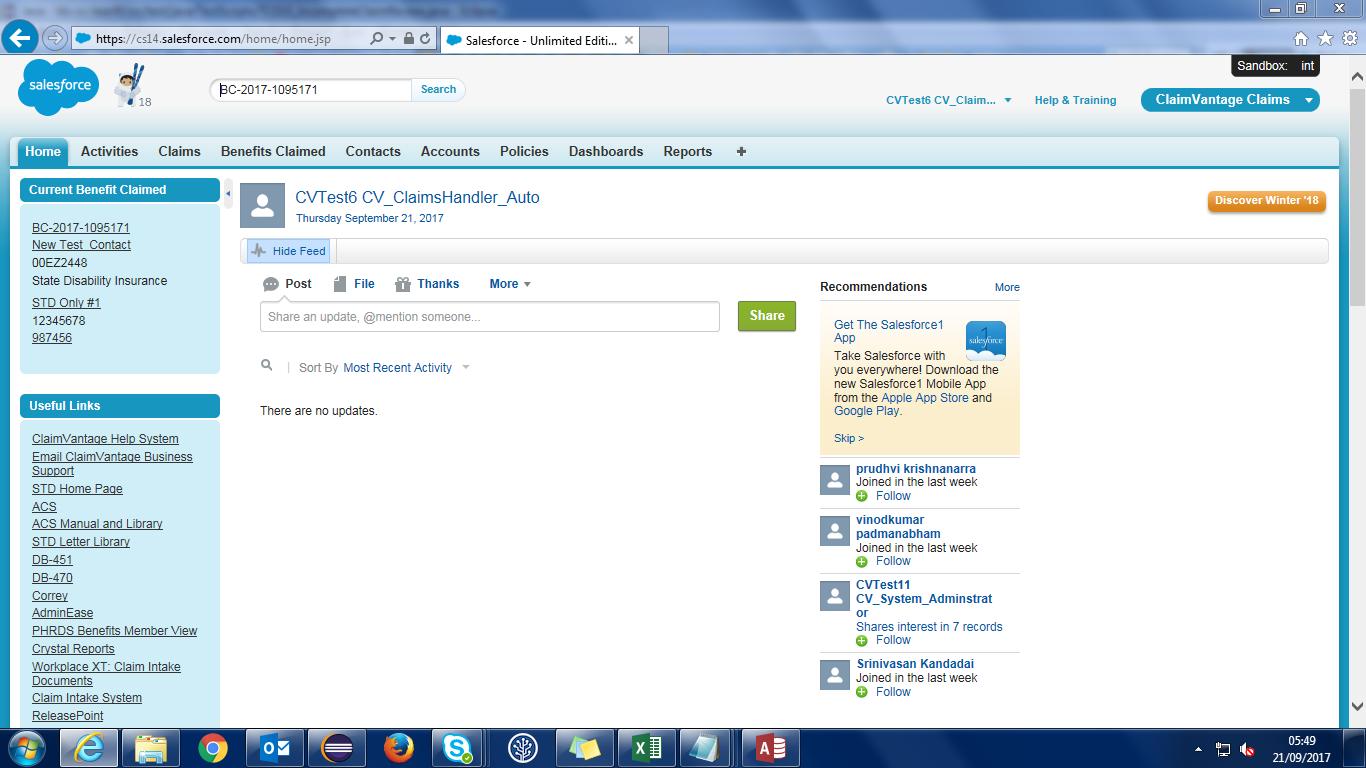 https://cs14.salesforce.com/home/home.jsp
Salesforce - Unlimited Editi...
Sandbox: int
salesforce
18
BC-2017-1095171
Search
CVTest6 CV_Claim...
Help & Training
ClaimVantage Claims
Home Activities Claims Benefits Claimed Contacts Accounts Policies Dashboards Reports +
Current Benefit Claimed
BC-2017-1095171
New Test_Contact
00EZ2448
State Disability Insurance
STD Only #1
12345678
987456
Useful Links
ClaimVantage Help System
Email ClaimVantage Business
Support
STD Home Page
ACS
ACS Manual and Library
STD Letter Library
DB-451
DB-470
Correy
AdminEase
PHRDS Benefits Member View
Crystal Reports
Workplace XT: Claim Intake
Documents
Claim Intake System
ReleasePoint
CVTest6 CV_ClaimsHandler_Auto
Thursday September 21, 2017
Discover Winter '18
Hide Feed
Post File Thanks More
Share an update, @mention someone...
Share
Sort By Most Recent Activity
There are no updates.
Recommendations More
Get The Salesforce1
App
salesforce
1
Take Salesforce with
you everywhere! Download the
new Salesforce1 Mobile App
from the Apple App Store and
Google Play.
Skip >
prudhvi krishnanarra
Joined in the last week
Follow
vinodkumar
padmanabham
Joined in the last week
Follow
CVTest11
CV_System_Adminstrat
or
Shares interest in 7 records
Follow
Srinivasan Kandadai
Joined in the last week
Follow
05:49
21/09/2017